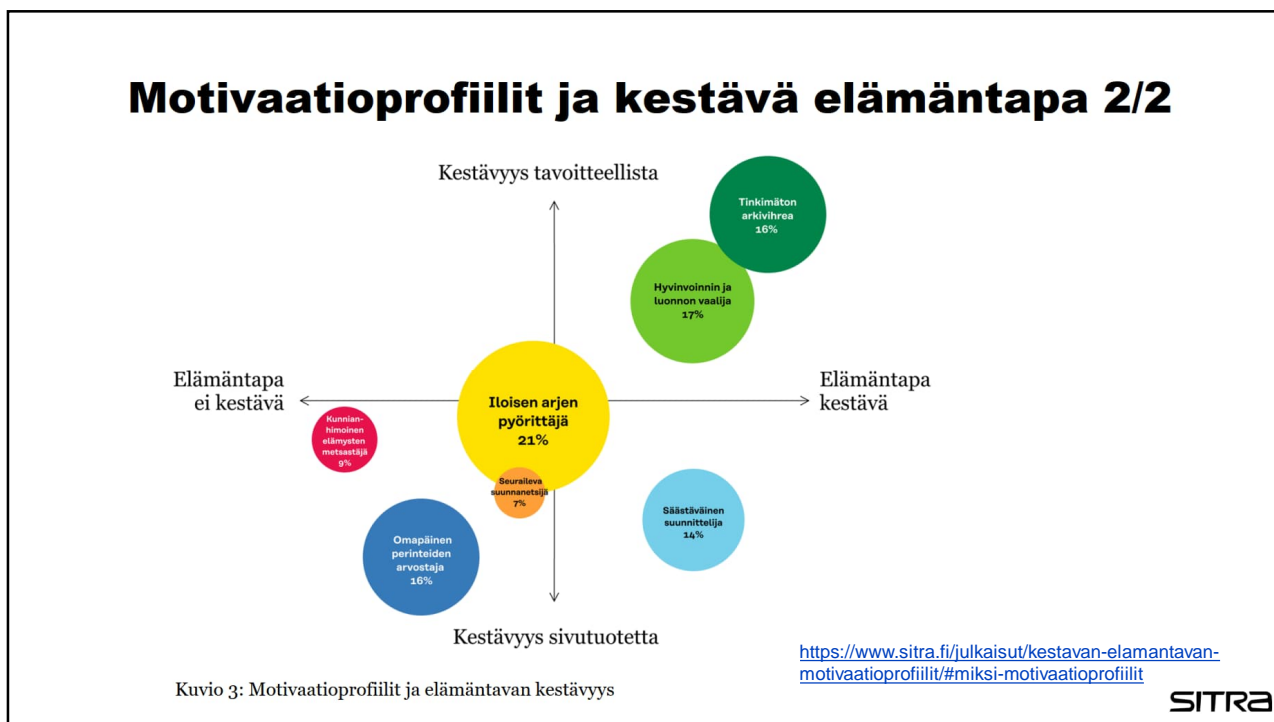 Motivaatioprofiilit ja kestävä elämäntapa 2/2
Kestävyys tavoitteellista
Tinkimätön
arkivihrea
16%
Hyvinvoinnin ja
luonnon vaalija
17%
Elämäntapa
ei kestävä
Elämäntapa
kestävä
Iloisen arjen
pyörittäjä
21%
Kunnian-
himoinen
elämysten
metsastäjä
9%
Seuraileva
suunnanetsijä
7%
Säästäväinen
suunnittelija
14%
Omapäinen
perinteiden
arvostaja
16%
Kestävyys sivutuotetta
https://www.sitra.fi/julkaisut/kestavan-elamantavan-
motivaatioprofiilit/#miksi-motivaatioprofiilit
Kuvio 3: Motivaatioprofiilit ja elämäntavan kestävyys
SITRA